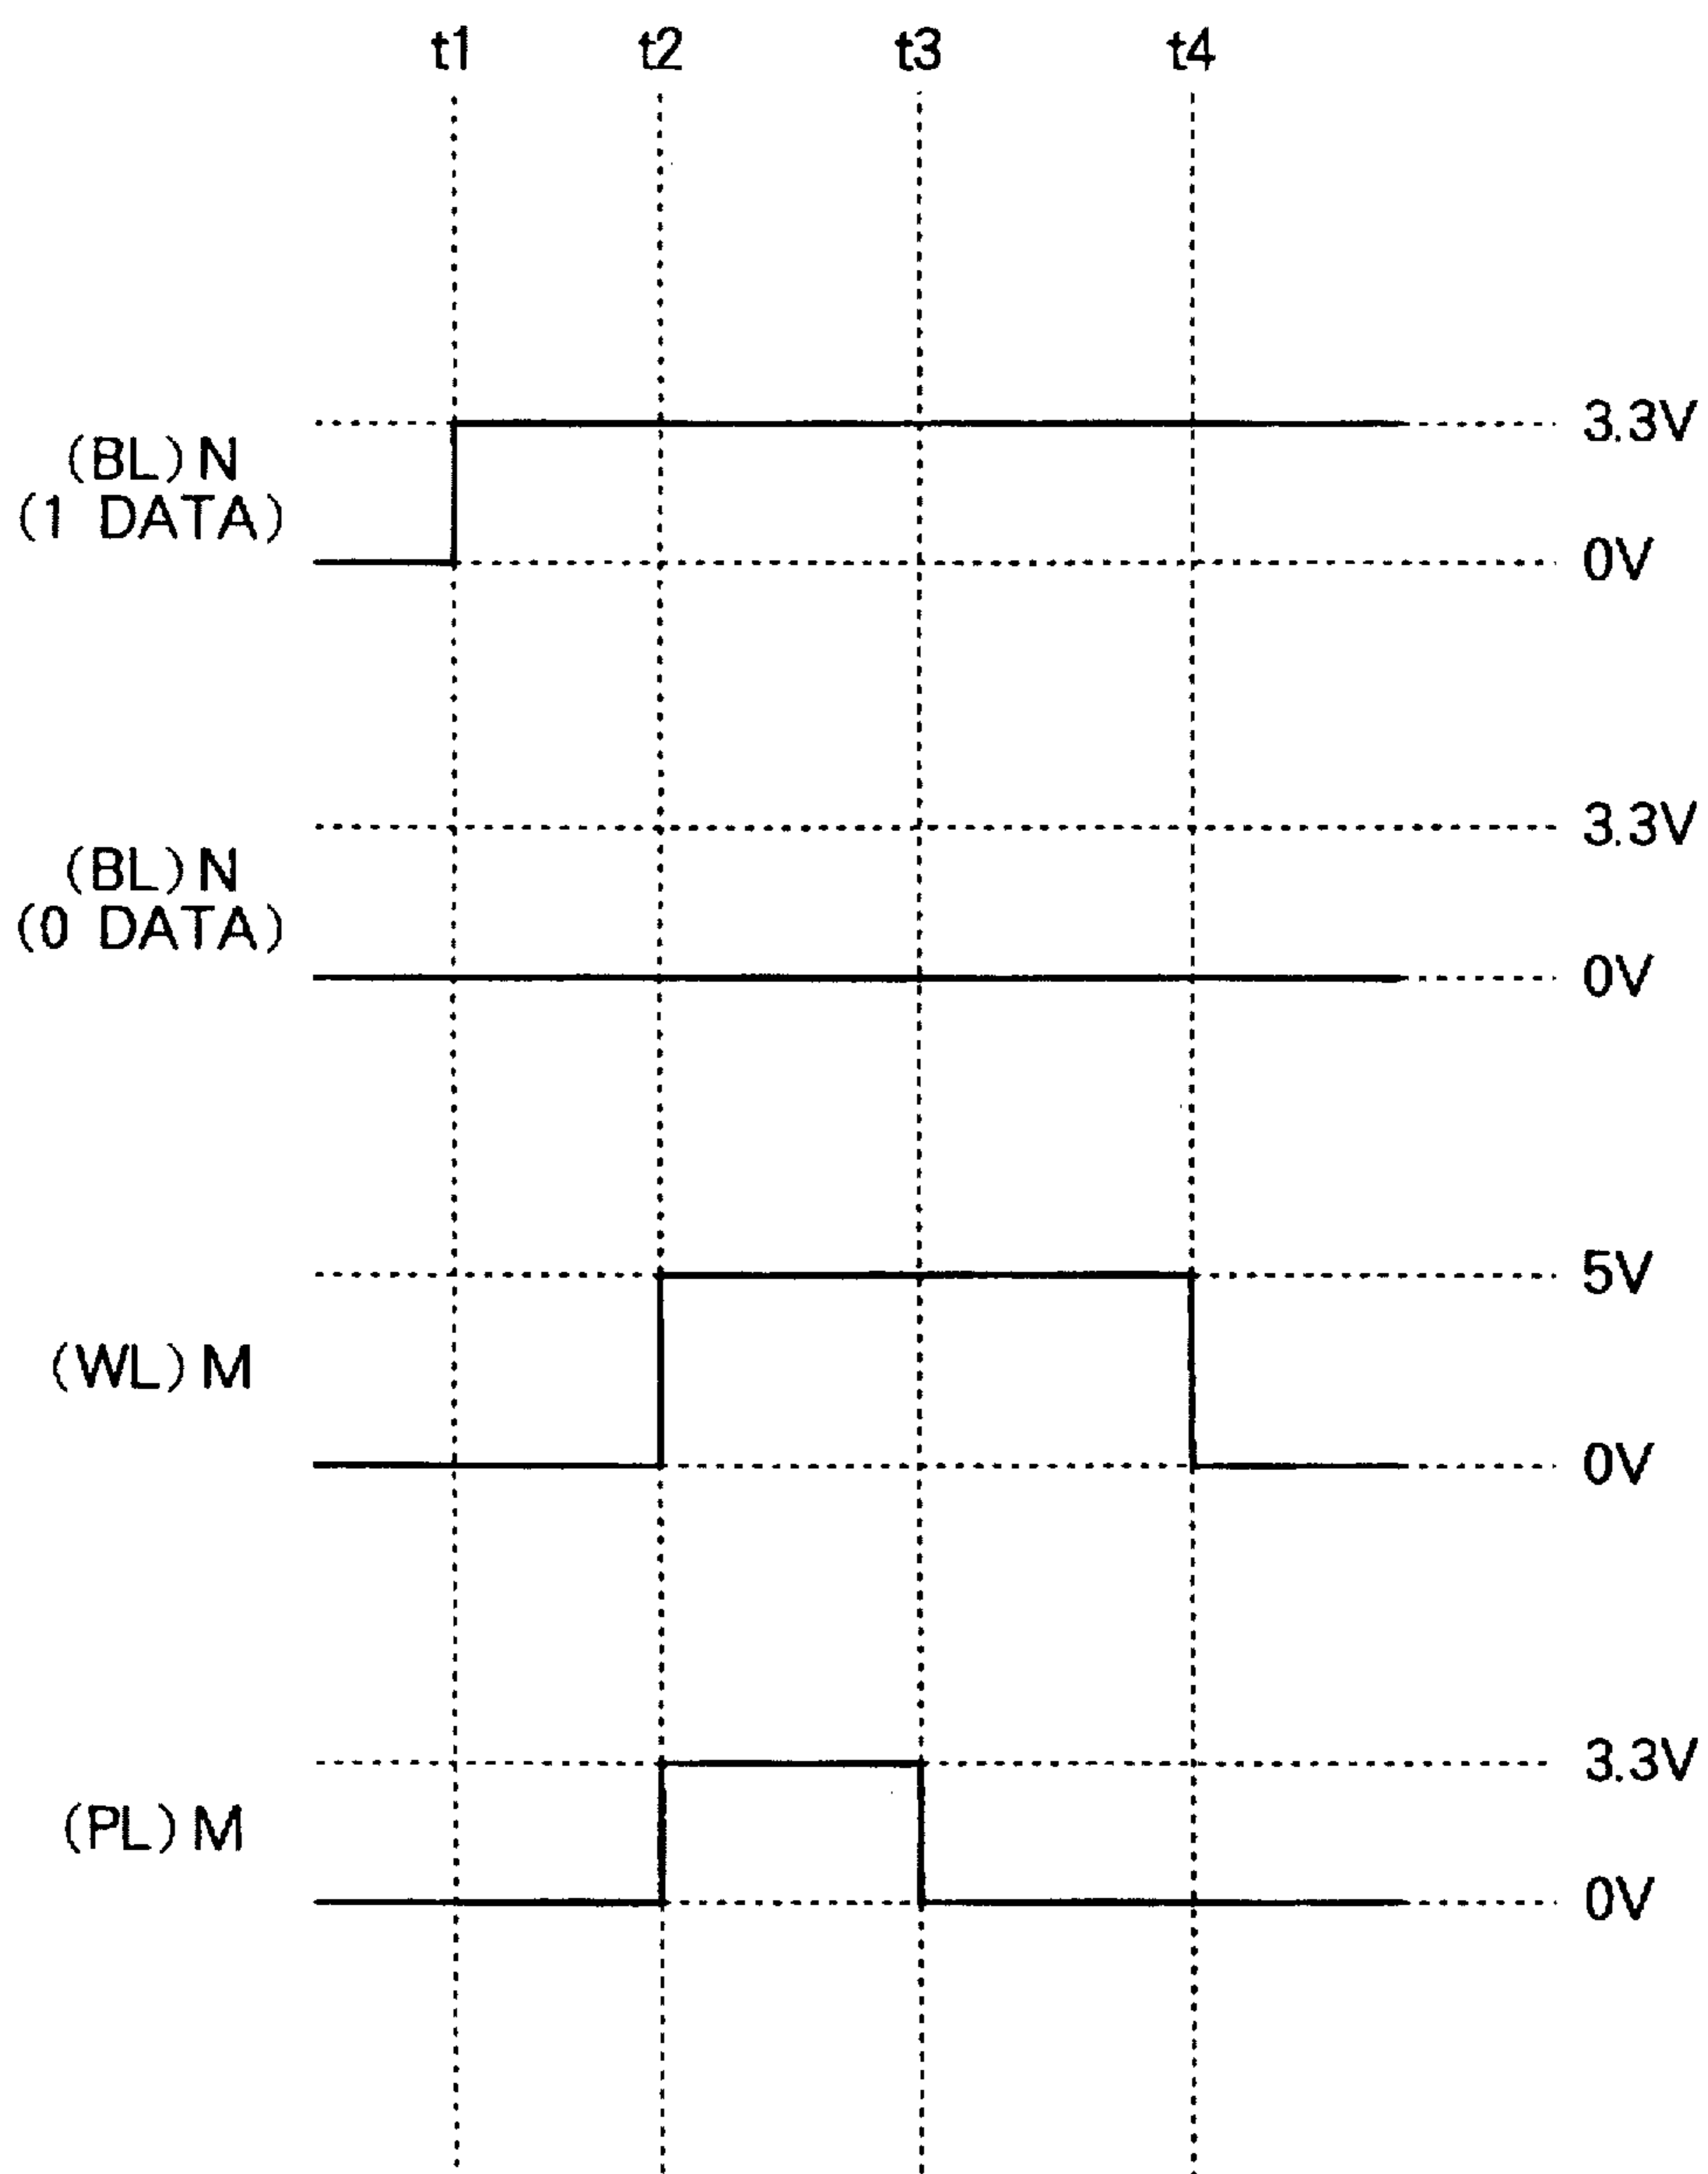 t1 t2 t3 t4
3.3V
(BL)N
(1 DATA)
0V
3.3V
(BL)N
(0 DATA)
0V
5V
(WL)M
0V
3.3V
(PL)M
0V